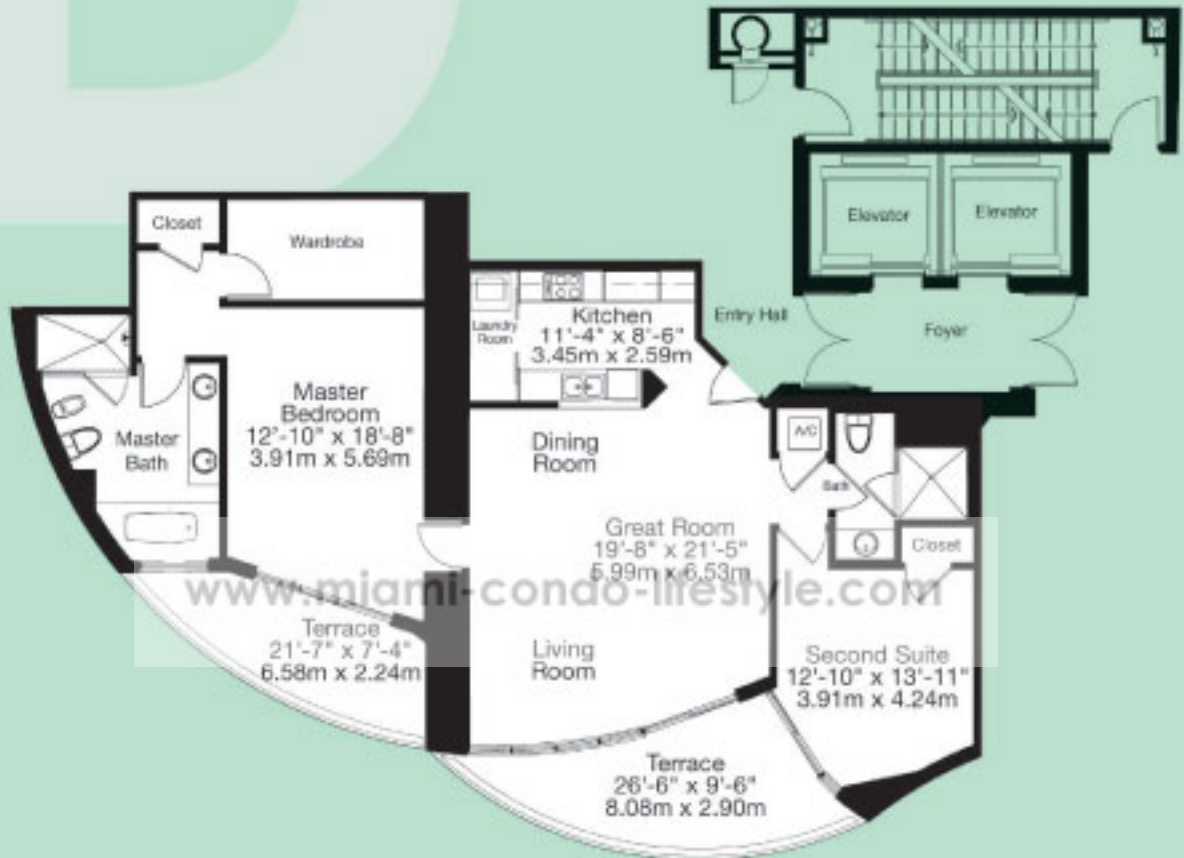 D
Elevator
Elevator
Closet
Wardrobe
Entry Hall
Foyer
Laundry
Room
Kitchen
11'-4" x 8'-6"
3.45m x 2.59m
Master
Bedroom
12'-10" x 18'-8"
3.91m x 5.69m
Master
Bath
Dining
Room
A/C
Bath
Great Room
19'-8" x 21'-5"
5.99m x 6.53m
Closet
www.miami-condo-lifestyle.com
Terrace
21'-7" x 7'-4"
6.58m x 2.24m
Living
Room
Second Suite
12'-10" x 13'-11"
3.91m x 4.24m
Terrace
26'-6" x 9'-6"
8.08m x 2.90m